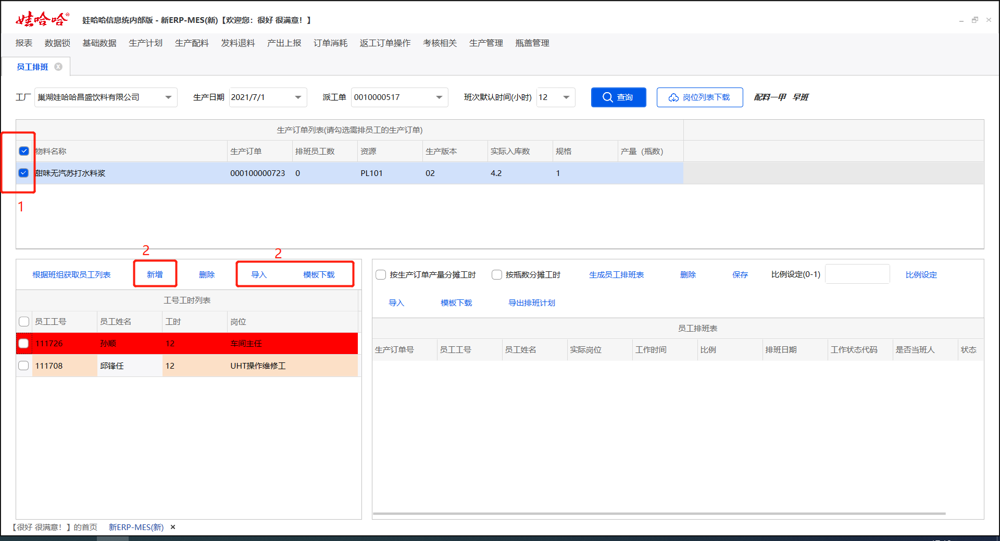 娃哈哈®
娃哈哈信息统内部版 - 新ERP-MES(新)【欢迎您：很好 很满意！】
报表 数据锁 基础数据 生产计划 生产配料 发料退料 产出上报 订单消耗 返工订单操作 考核相关 生产管理 瓶盖管理
员工排班
工厂 巢湖娃哈哈昌盛饮料有限公司 生产日期 2021/7/1 派工单 0010000517 班次默认时间(小时) 12 查询 岗位列表下载 配料一甲 早班
生产订单列表(请勾选需排员工的生产订单)
物料名称 生产订单 排班员工数 资源 生产版本 实际入库数 规格 产量（瓶数）
甜味无汽苏打水料浆 000100000723 0 PL101 02 4.2 1
1
2 2
根据班组获取员工列表 新增 删除 导入 模板下载
工号工时列表
员工工号 员工姓名 工时 岗位
111726 孙顺 12 车间主任
111708 邱锋任 12 UHT操作维修工
按生产订单产量分摊工时 按瓶数分摊工时 生成员工排班表 删除 保存 比例设定(0-1) 比例设定
导入 模板下载 导出排班计划
员工排班表
生产订单号 员工工号 员工姓名 实际岗位 工作时间 比例 排班日期 工作状态代码 是否当班人 状态
【很好 很满意！】的首页 新ERP-MES(新)